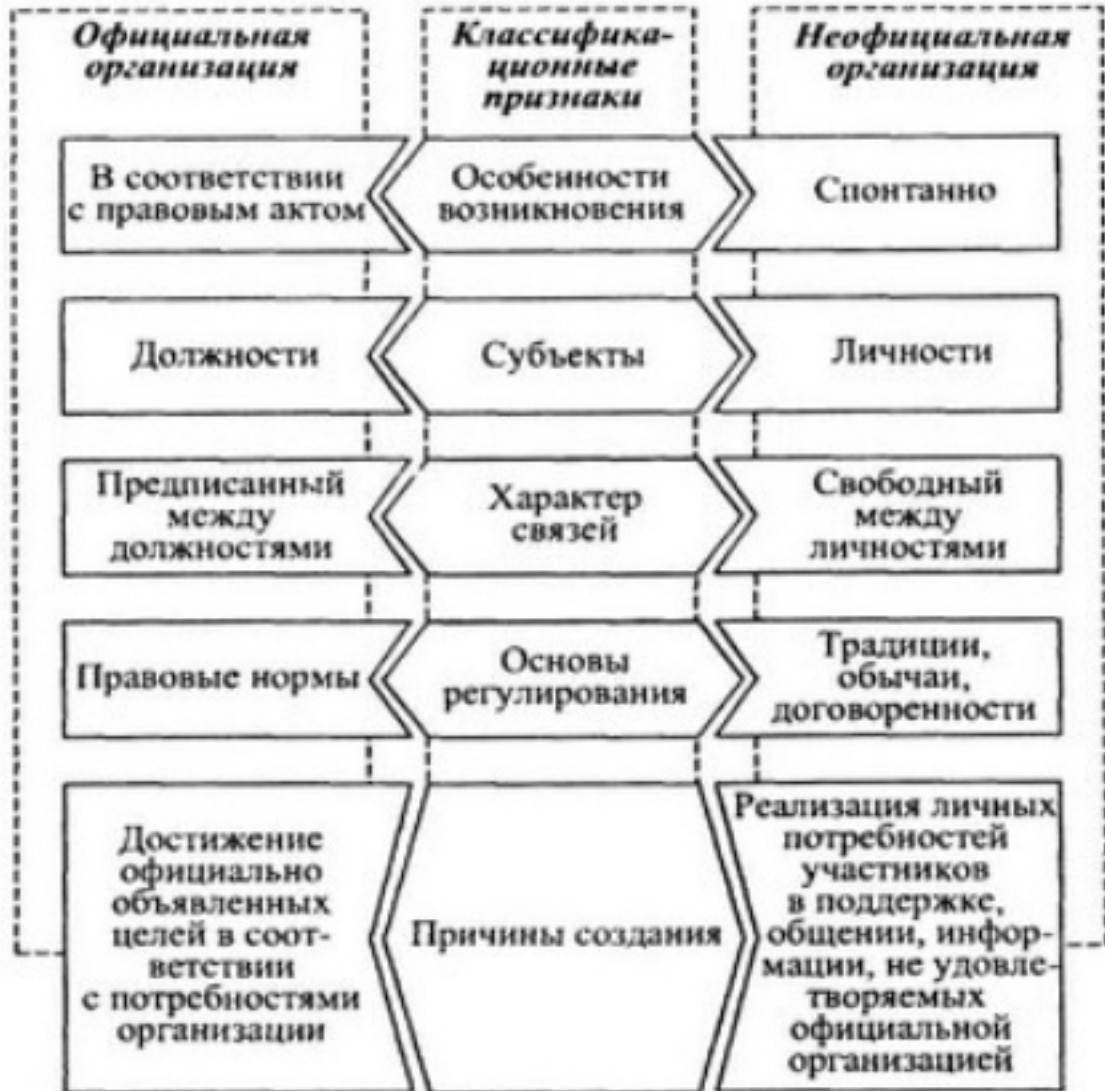 Официальная
организация
Классифика-
ционные
признаки
Неофициальная
организация
В соответствии
с правовым актом
Особенности
возникновения
Спонтанно
Должности
Субъекты
Личности
Предписанный
между
должностями
Характер
связей
Свободный
между
личностями
Правовые нормы
Основы
регулирования
Традиции,
обычаи,
договоренности
Достижение
официально
объявленных
целей в соот-
ветствии
с потребностями
организации
Причины создания
Реализация личных
потребностей
участников
в поддержке,
общении, инфор-
мации, не удовле-
творяемых
официальной
организацией